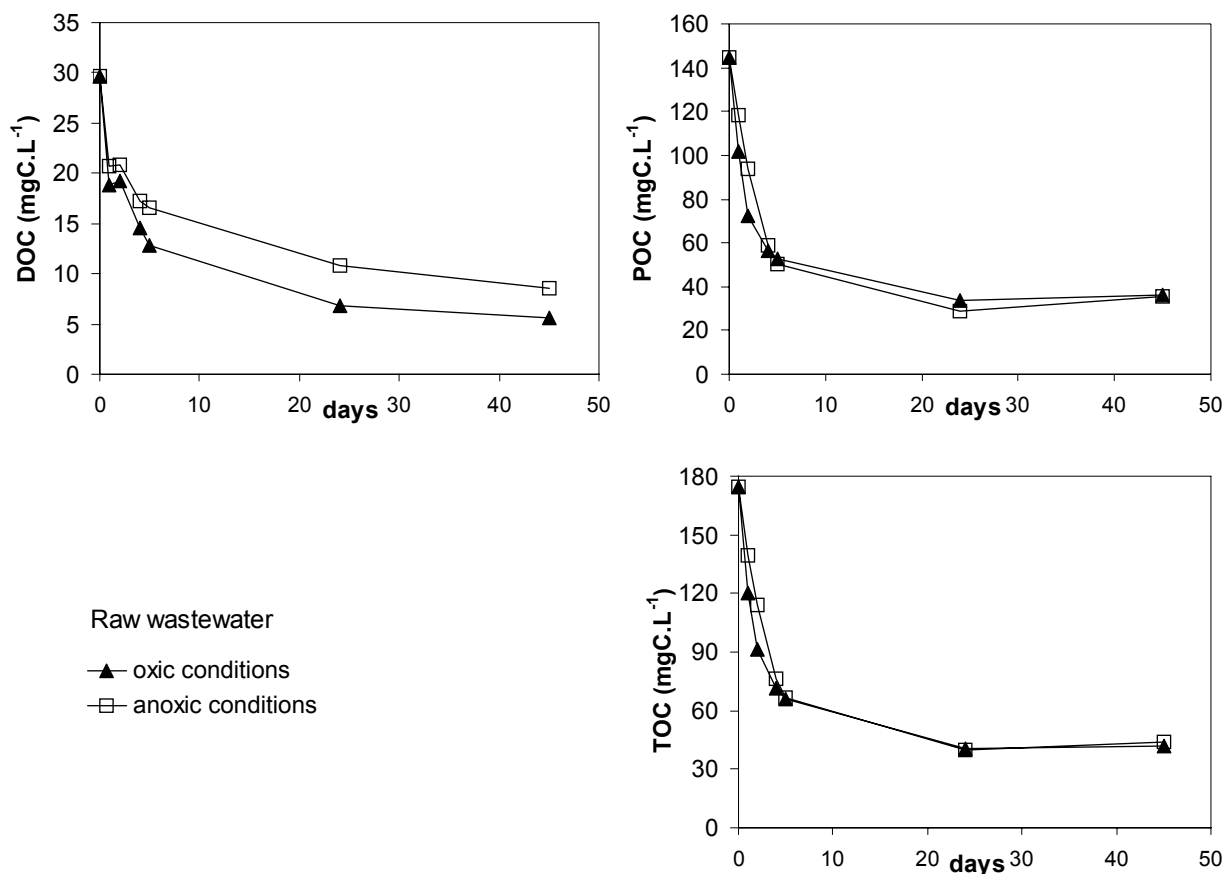 35
30
25
20
15
10
5
0
DOC (mgC.L⁻¹)
0 10 20 30 40 50
days
160
140
120
100
80
60
40
20
0
POC (mgC.L⁻¹)
0 10 20 30 40 50
days
Raw wastewater
oxic conditions
anoxic conditions
180
150
120
90
60
30
0
TOC (mgC.L⁻¹)
0 10 20 30 40 50
days